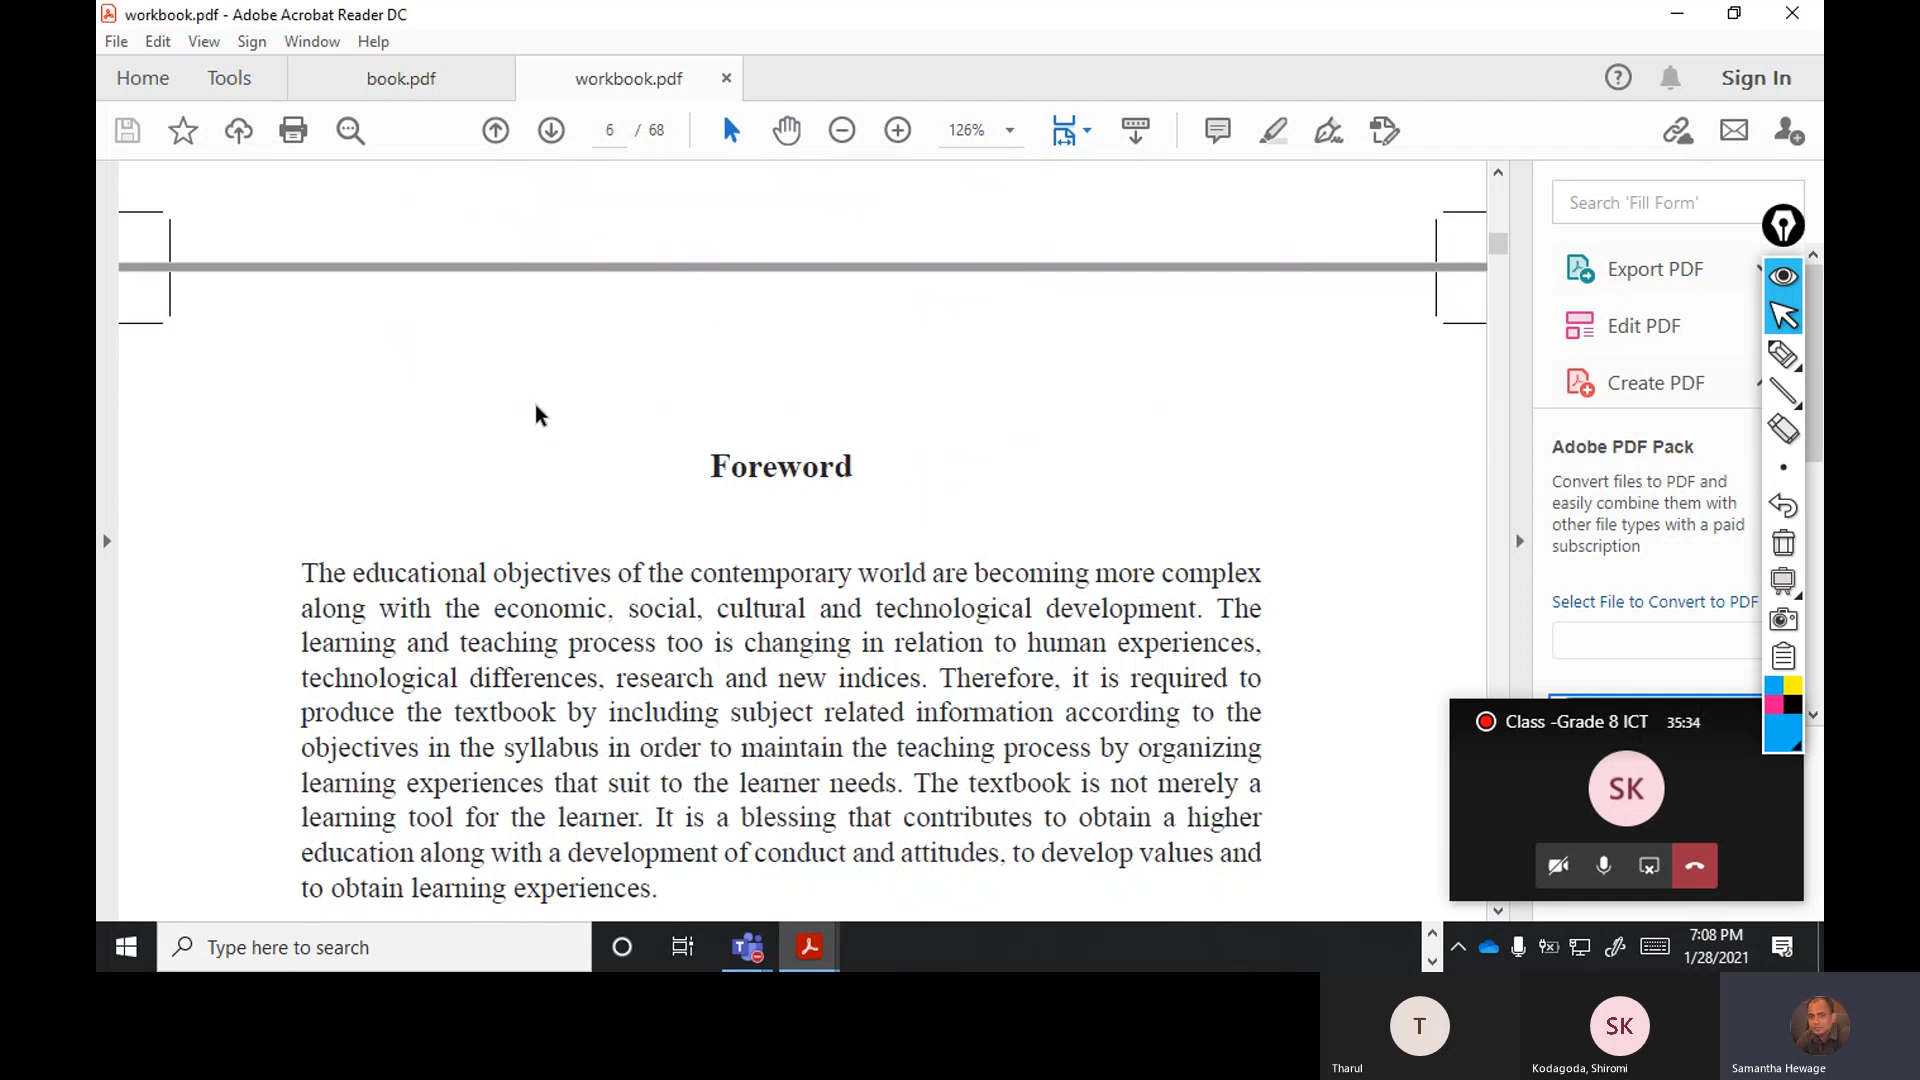 workbook.pdf - Adobe Acrobat Reader DC
File Edit View Sign Window Help
Home Tools book.pdf workbook.pdf Sign In
6 / 68 126%
Search 'Fill Form'
Export PDF
Edit PDF
Create PDF
Adobe PDF Pack
Convert files to PDF and
easily combine them with
other file types with a paid
subscription
Select File to Convert to PDF
Foreword
The educational objectives of the contemporary world are becoming more complex
along with the economic, social, cultural and technological development. The
learning and teaching process too is changing in relation to human experiences,
technological differences, research and new indices. Therefore, it is required to
produce the textbook by including subject related information according to the
objectives in the syllabus in order to maintain the teaching process by organizing
learning experiences that suit to the learner needs. The textbook is not merely a
learning tool for the learner. It is a blessing that contributes to obtain a higher
education along with a development of conduct and attitudes, to develop values and
to obtain learning experiences.
Class -Grade 8 ICT 35:34
SK
Type here to search
7:08 PM
1/28/2021
T
SK
Tharul
Kodagoda, Shiromi
Samantha Hewage